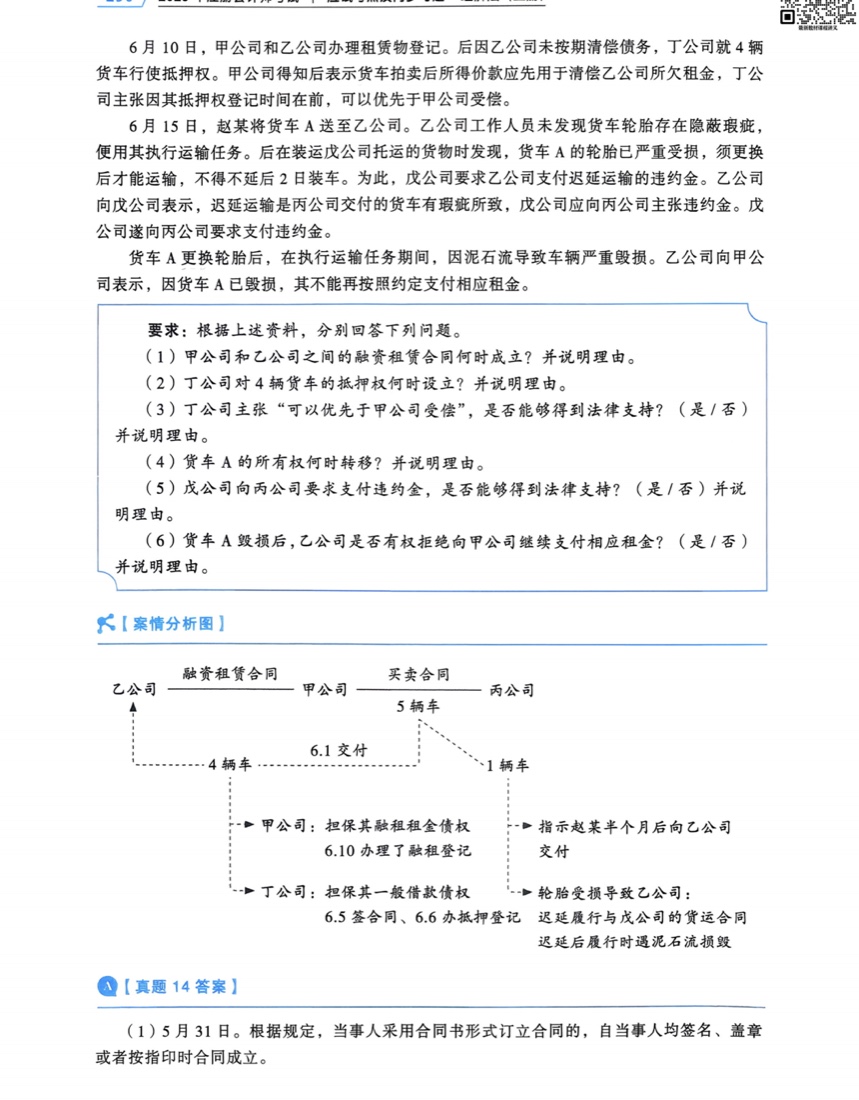 6 月 10 日，甲公司和乙公司办理租赁物登记。后因乙公司未按期清偿债务，丁公司就 4 辆
货车行使抵押权。甲公司得知后表示货车拍卖后所得价款应先用于清偿乙公司所欠租金，丁公
司主张因其抵押权登记时间在前，可以优先于甲公司受偿。
6 月 15 日，赵某将货车 A 送至乙公司。乙公司工作人员未发现货车轮胎存在隐蔽瑕疵，
便用其执行运输任务。后在装运戊公司托运的货物时发现，货车 A 的轮胎已严重受损，须更换
后才能运输，不得不延后 2 日装车。为此，戊公司要求乙公司支付迟延运输的违约金。乙公司
向戊公司表示，迟延运输是丙公司交付的货车有瑕疵所致，戊公司应向丙公司主张违约金。戊
公司遂向丙公司要求支付违约金。
货车 A 更换轮胎后，在执行运输任务期间，因泥石流导致车辆严重毁损。乙公司向甲公
司表示，因货车 A 已毁损，其不能再按照约定支付相应租金。
要求：根据上述资料，分别回答下列问题。
（1）甲公司和乙公司之间的融资租赁合同何时成立？并说明理由。
（2）丁公司对 4 辆货车的抵押权何时设立？并说明理由。
（3）丁公司主张“可以优先于甲公司受偿”，是否能够得到法律支持？（是 / 否）
并说明理由。
（4）货车 A 的所有权何时转移？并说明理由。
（5）戊公司向丙公司要求支付违约金，是否能够得到法律支持？（是 / 否）并说
明理由。
（6）货车 A 毁损后，乙公司是否有权拒绝向甲公司继续支付相应租金？（是 / 否）
并说明理由。
【案情分析图】
融资租赁合同 买卖合同
乙公司 甲公司 丙公司
5 辆车
6.1 交付
4 辆车 1 辆车
甲公司：担保其融租租金债权 指示赵某半个月后向乙公司
6.10 办理了融租登记 交付
丁公司：担保其一般借款债权 轮胎受损导致乙公司：
6.5 签合同、6.6 办抵押登记 迟延履行与戊公司的货运合同
迟延后履行时遇泥石流损毁
A【真题 14 答案】
（1）5 月 31 日。根据规定，当事人采用合同书形式订立合同的，自当事人均签名、盖章
或者按指印时合同成立。